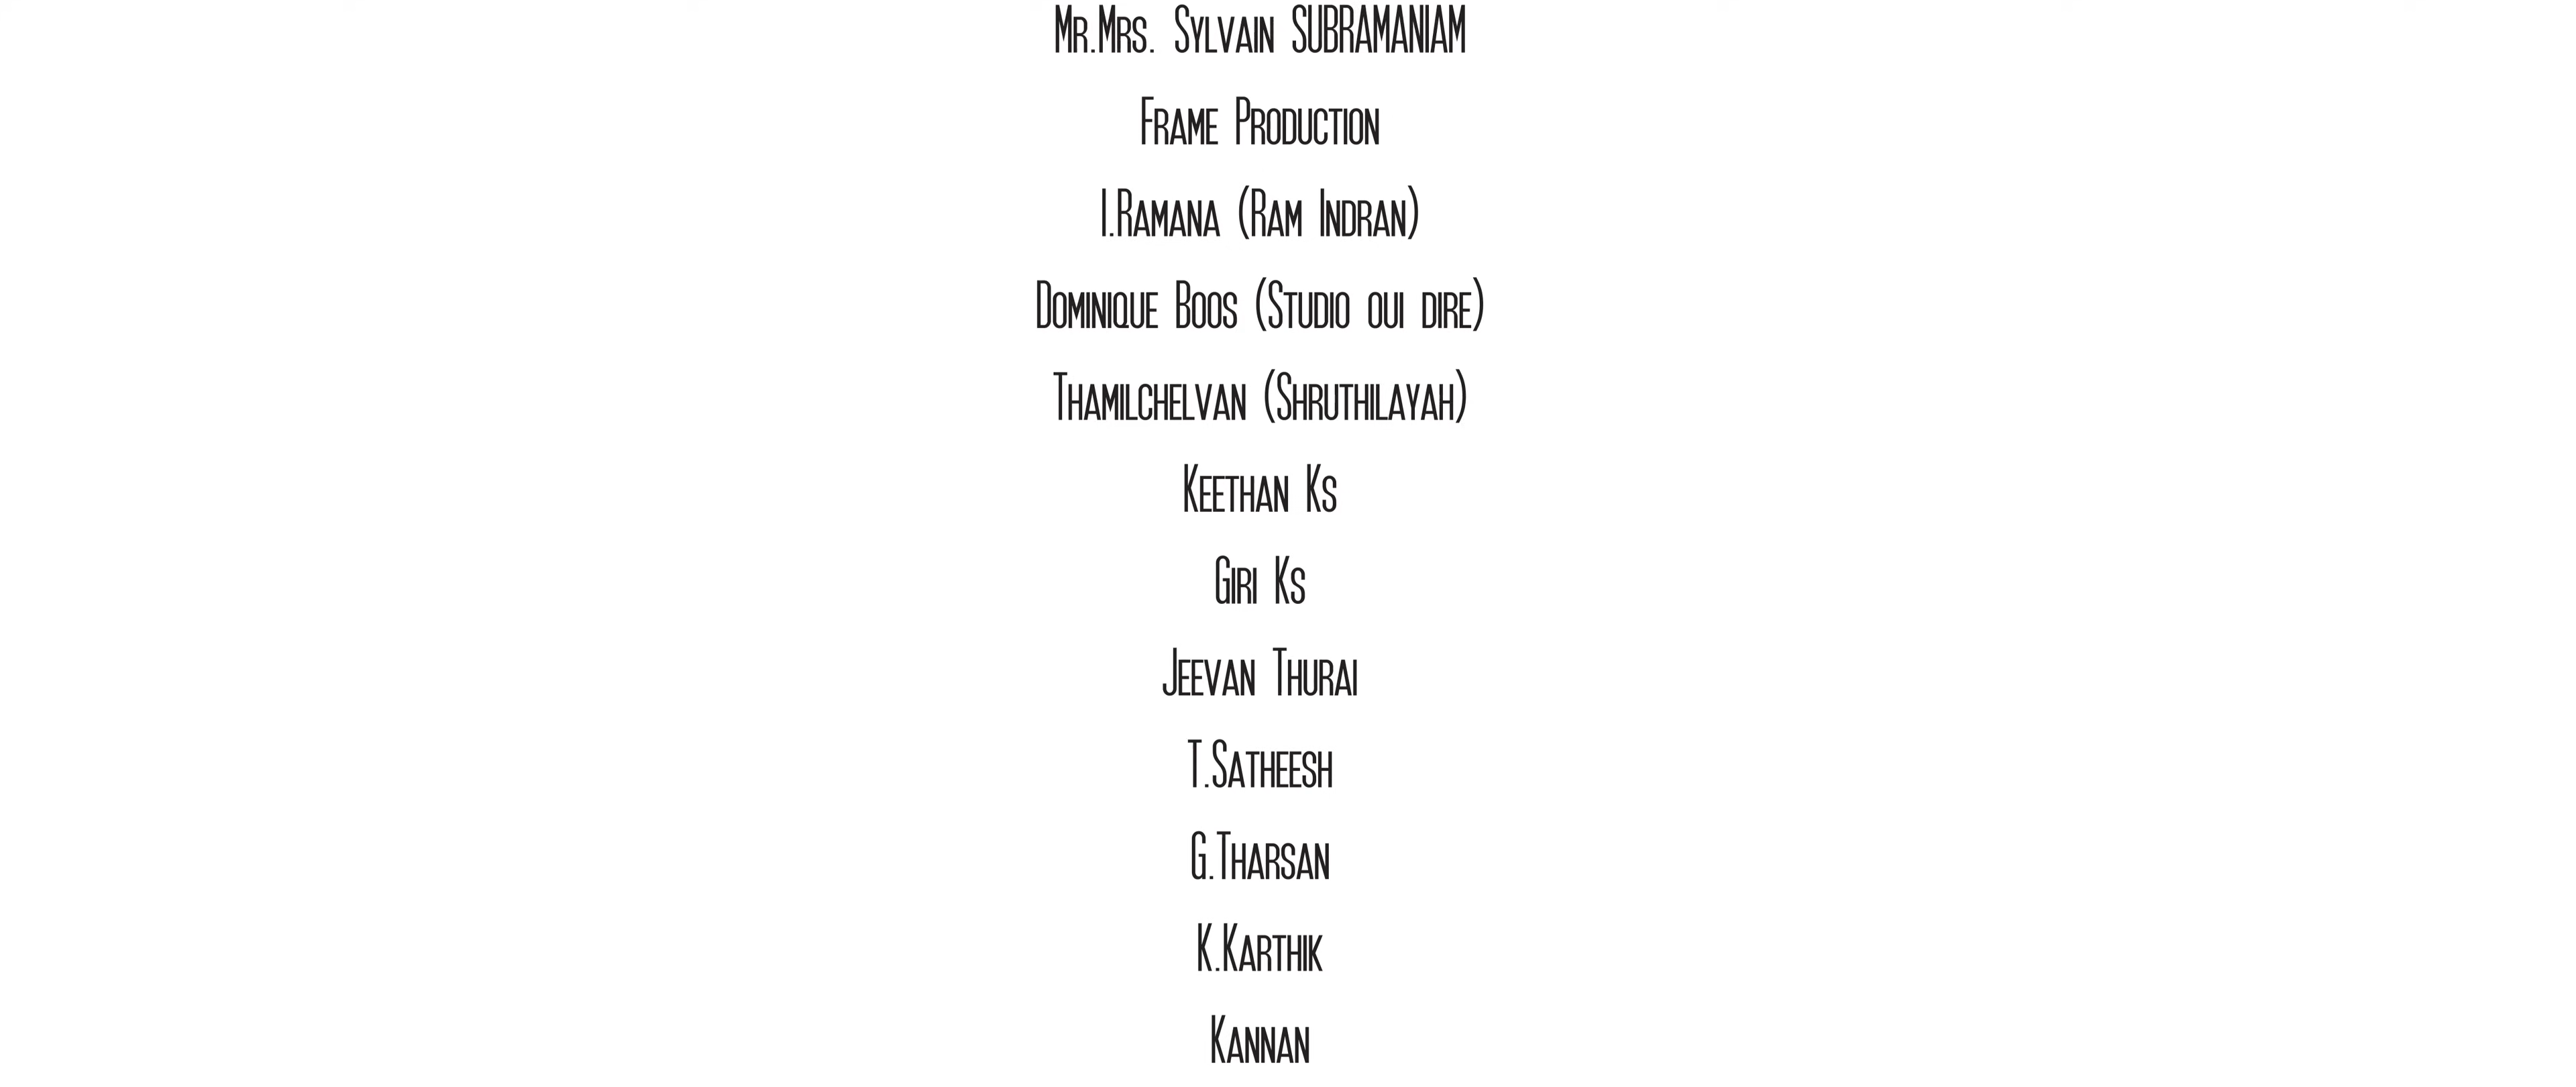 Mr.Mrs. Sylvain SUBRAMANIAM
Frame Production
I.Ramana (Ram Indran)
Dominique Boos (Studio oui dire)
Thamilchelvan (Shruthilayah)
Keethan Ks
Giri Ks
Jeevan Thurai
T.Satheesh
G.Tharsan
K.Karthik
Kannan